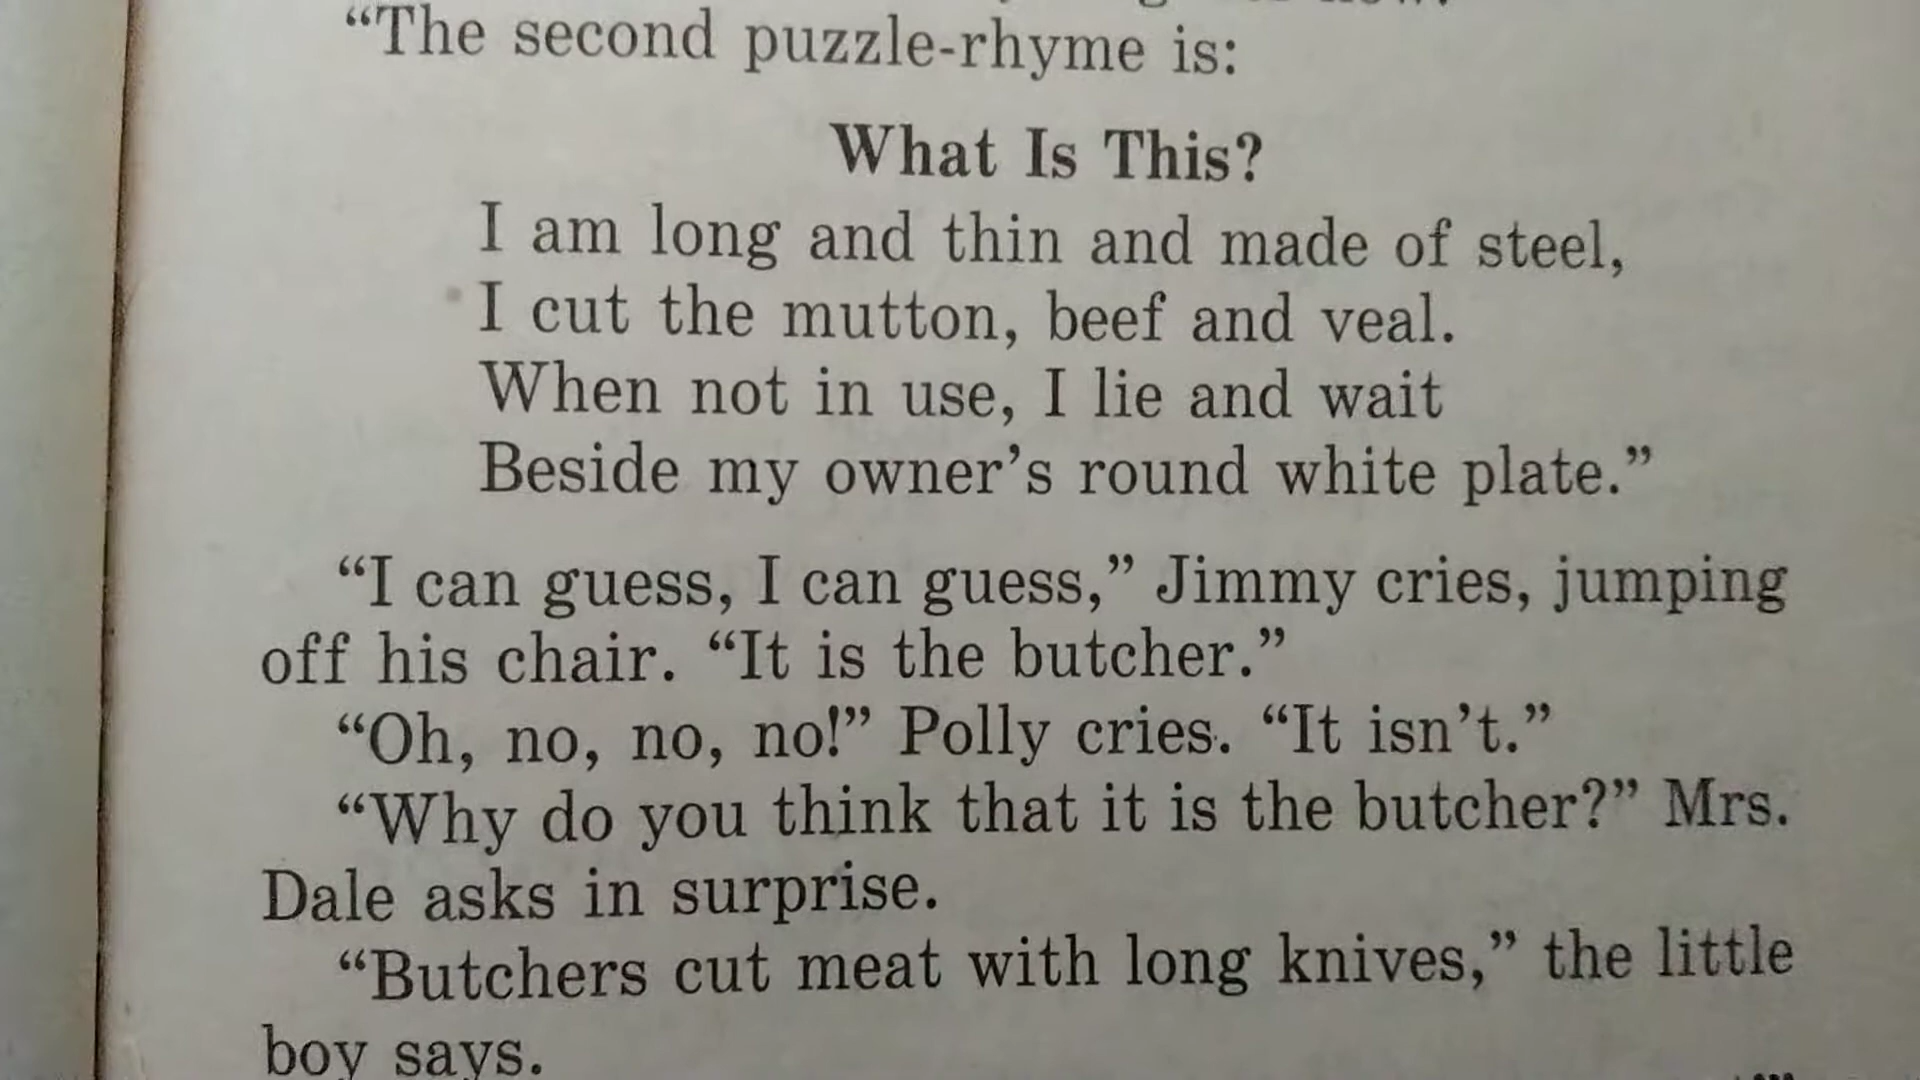 “The second puzzle-rhyme is:
What Is This?
I am long and thin and made of steel,
I cut the mutton, beef and veal.
When not in use, I lie and wait
Beside my owner’s round white plate.”
“I can guess, I can guess,” Jimmy cries, jumping
off his chair. “It is the butcher.”
“Oh, no, no, no!” Polly cries. “It isn’t.”
“Why do you think that it is the butcher?” Mrs.
Dale asks in surprise.
“Butchers cut meat with long knives,” the little
boy says.